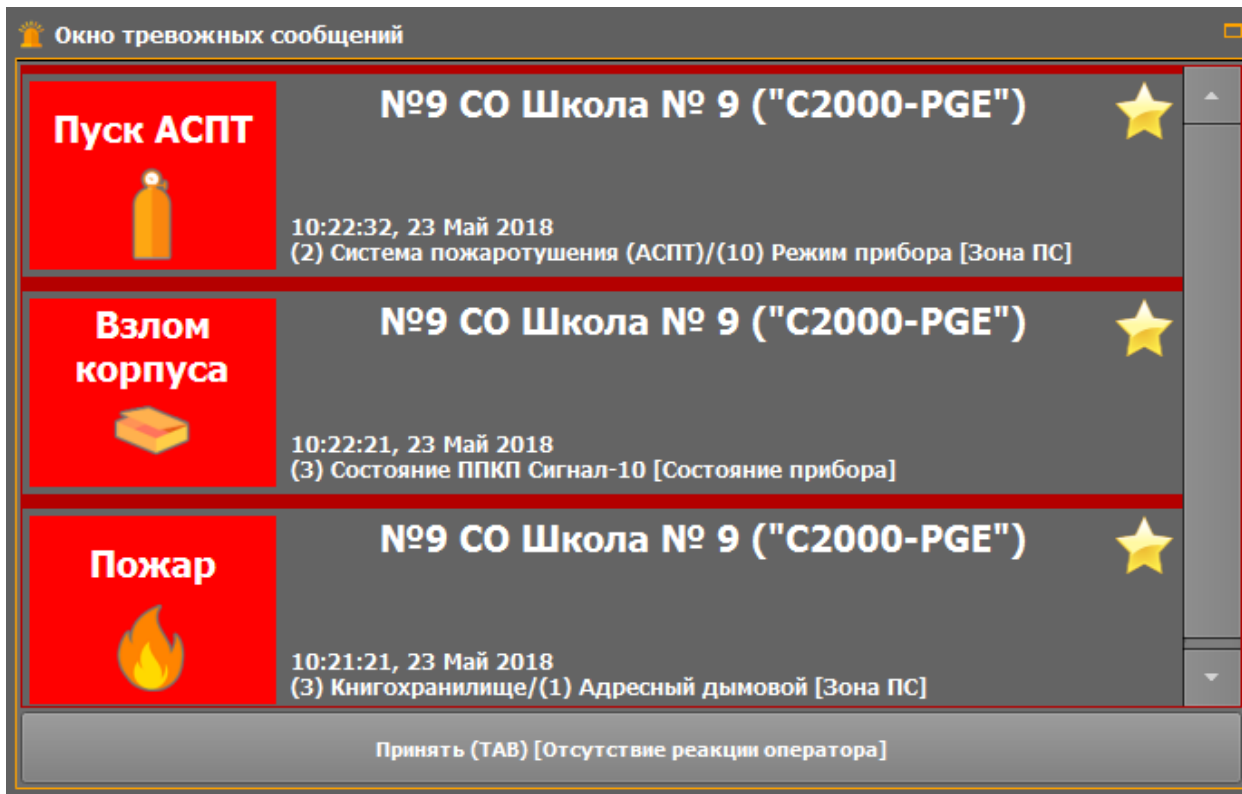 Окно тревожных сообщений
Пуск АСПТ
№9 СО Школа № 9 ("С2000-PGE")
10:22:32, 23 Май 2018
(2) Система пожаротушения (АСПТ)/(10) Режим прибора [Зона ПС]
Взлом
корпуса
№9 СО Школа № 9 ("С2000-PGE")
10:22:21, 23 Май 2018
(3) Состояние ППКП Сигнал-10 [Состояние прибора]
Пожар
№9 СО Школа № 9 ("С2000-PGE")
10:21:21, 23 Май 2018
(3) Книгохранилище/(1) Адресный дымовой [Зона ПС]
Принять (TAB) [Отсутствие реакции оператора]